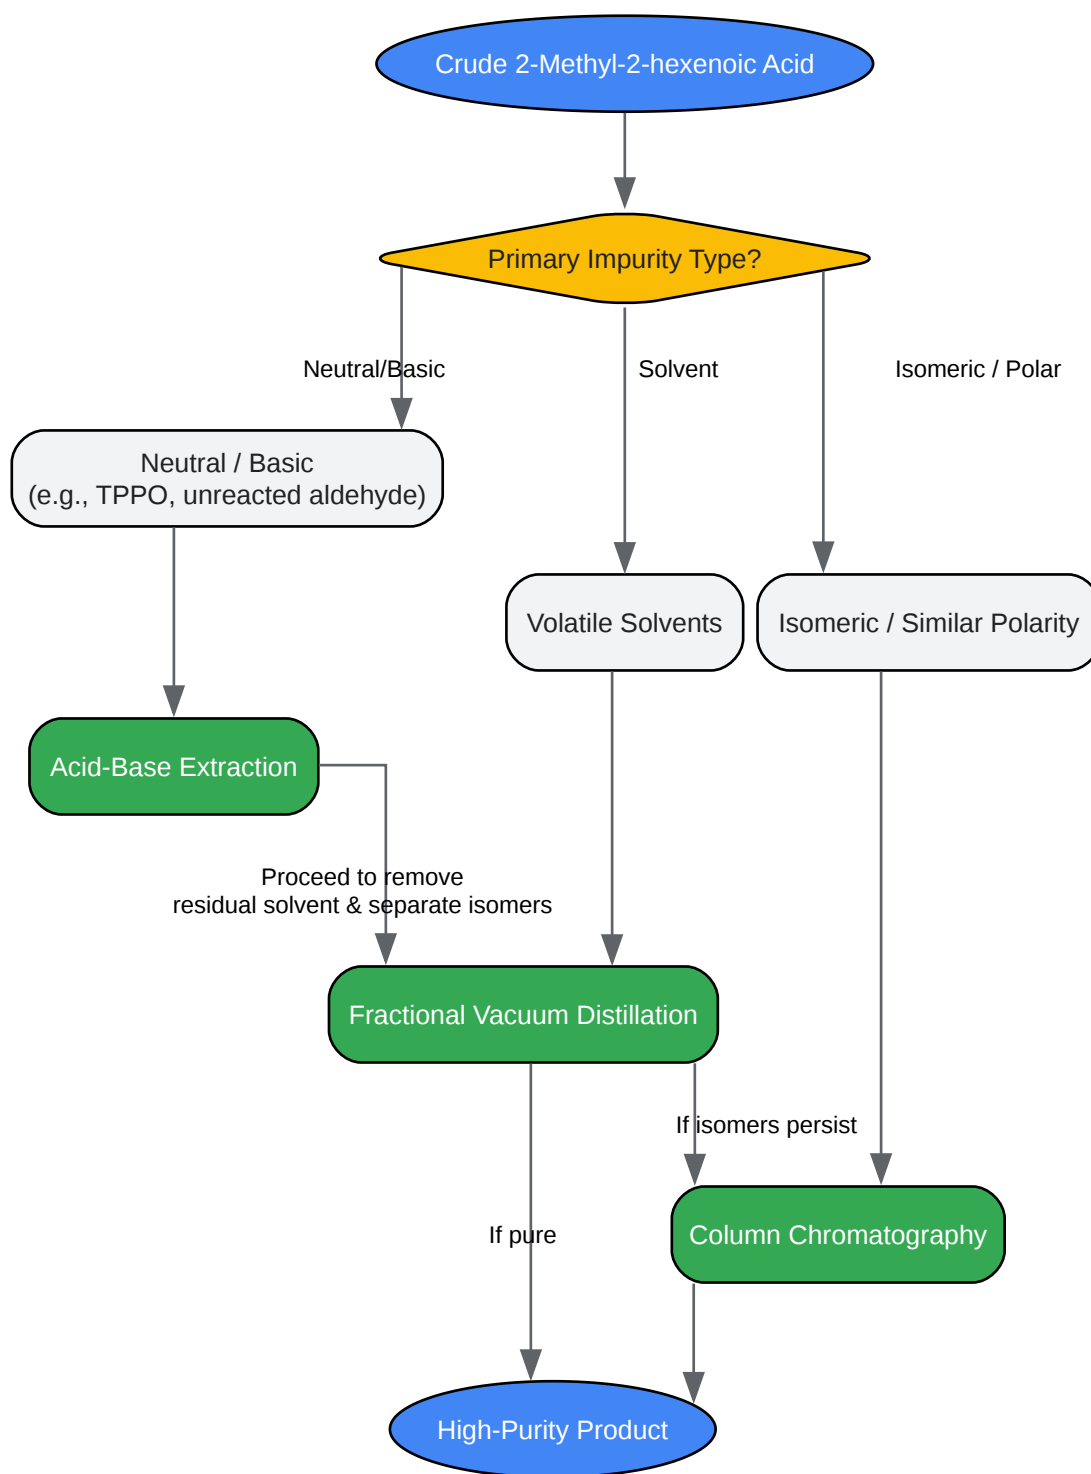 Crude 2-Methyl-2-hexenoic Acid
Primary Impurity Type?
Neutral/Basic
Solvent
Isomeric / Polar
Neutral / Basic
(e.g., TPPO, unreacted aldehyde)
Volatile Solvents
Isomeric / Similar Polarity
Acid-Base Extraction
Proceed to remove
residual solvent & separate isomers
Fractional Vacuum Distillation
If isomers persist
If pure
Column Chromatography
High-Purity Product